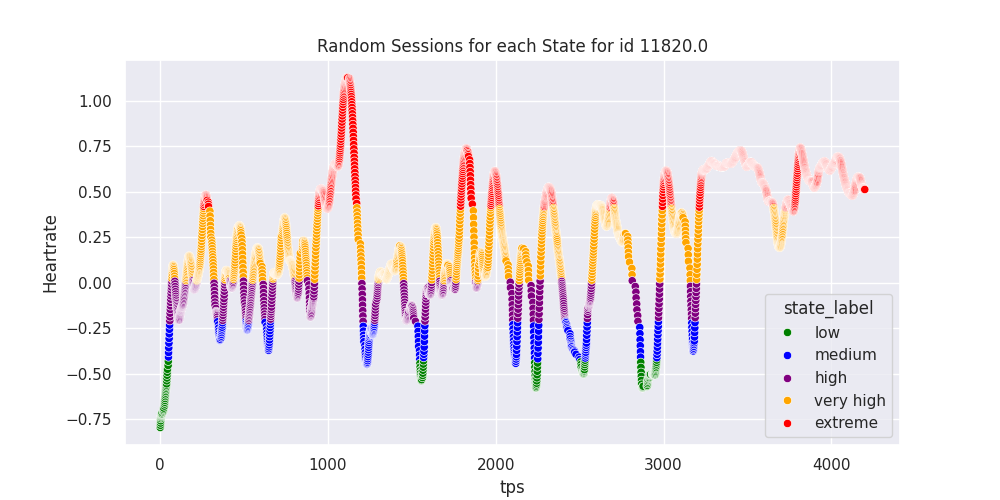 Random Sessions for each State for id 11820.0
Heartrate
1.00
0.75
0.50
0.25
0.00
−0.25
−0.50
−0.75
state_label
low
medium
high
very high
extreme
0
1000
2000
3000
4000
tps